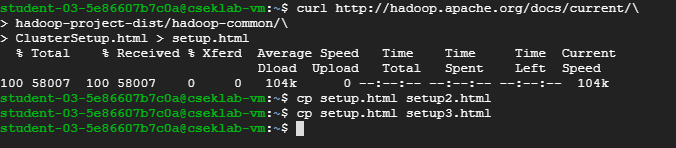 student-03-5e86607b7c0a@cseklab-vm:~$ curl http://hadoop.apache.org/docs/current/\
> hadoop-project-dist/hadoop-common/\
> ClusterSetup.html > setup.html
  % Total    % Received % Xferd  Average Speed   Time    Time     Time  Current
                                 Dload  Upload   Total   Spent    Left  Speed
100 58007  100 58007    0     0   104k      0 --:--:-- --:--:-- --:--:--  104k
student-03-5e86607b7c0a@cseklab-vm:~$ cp setup.html setup2.html
student-03-5e86607b7c0a@cseklab-vm:~$ cp setup.html setup3.html
student-03-5e86607b7c0a@cseklab-vm:~$